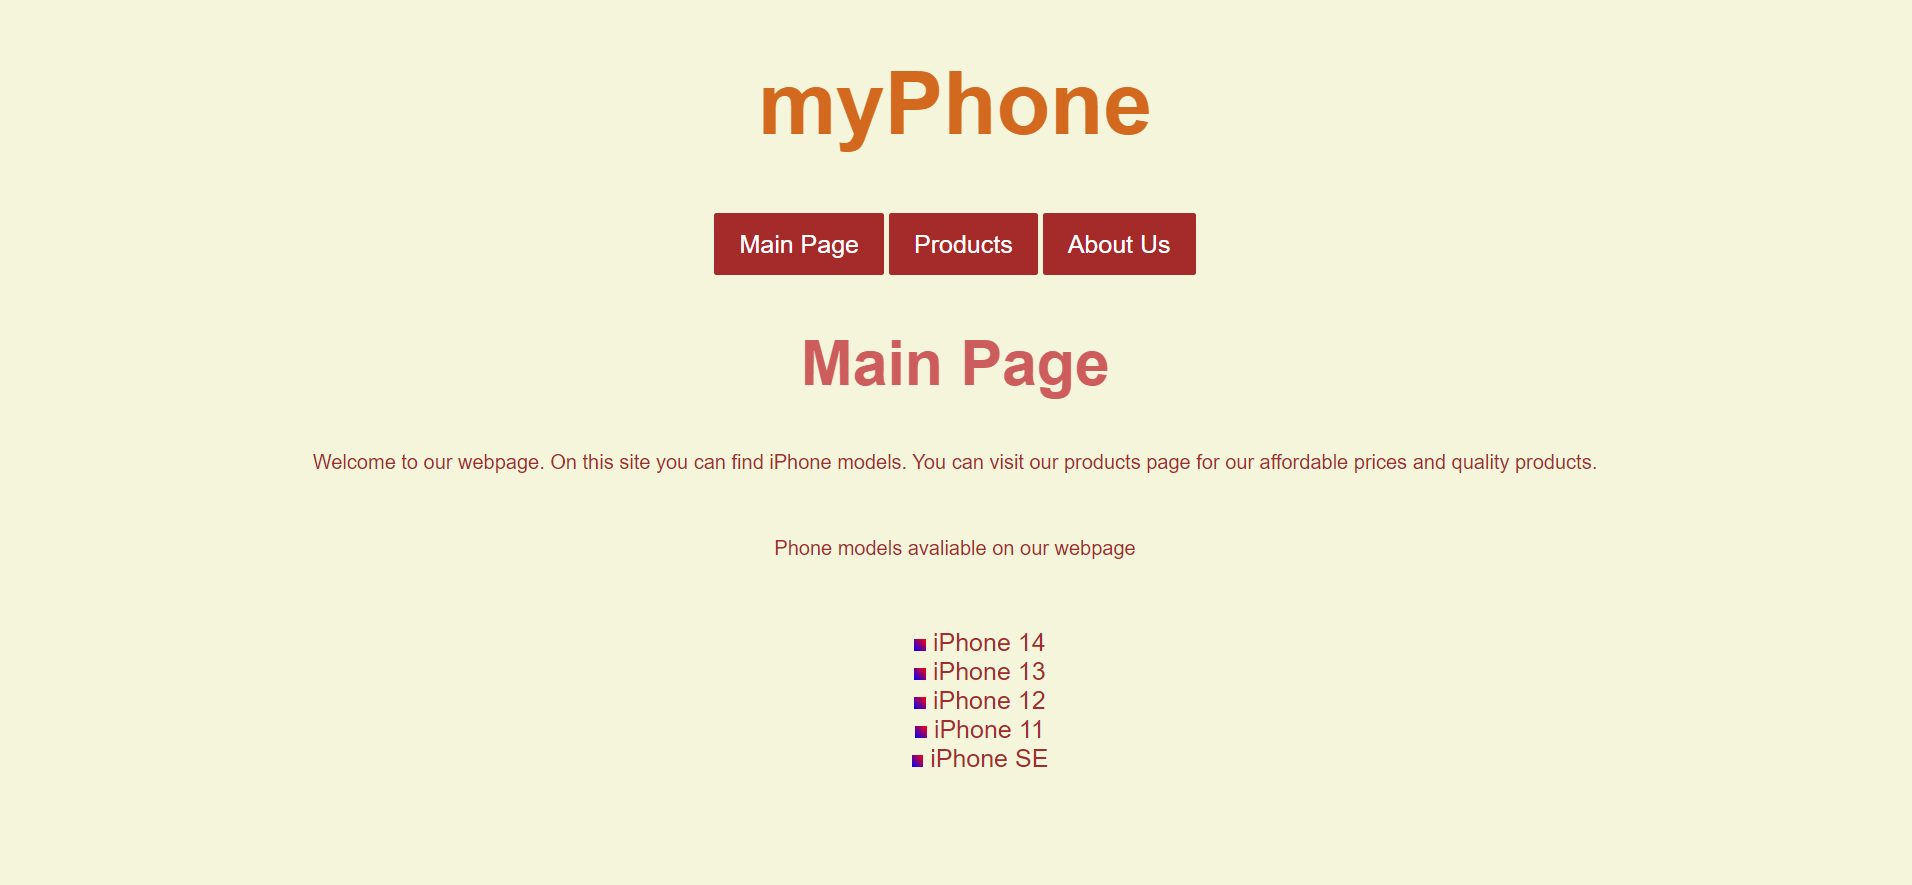 myPhone
Main Page Products About Us
Main Page
Welcome to our webpage. On this site you can find iPhone models. You can visit our products page for our affordable prices and quality products.
Phone models avaliable on our webpage
iPhone 14
iPhone 13
iPhone 12
iPhone 11
iPhone SE